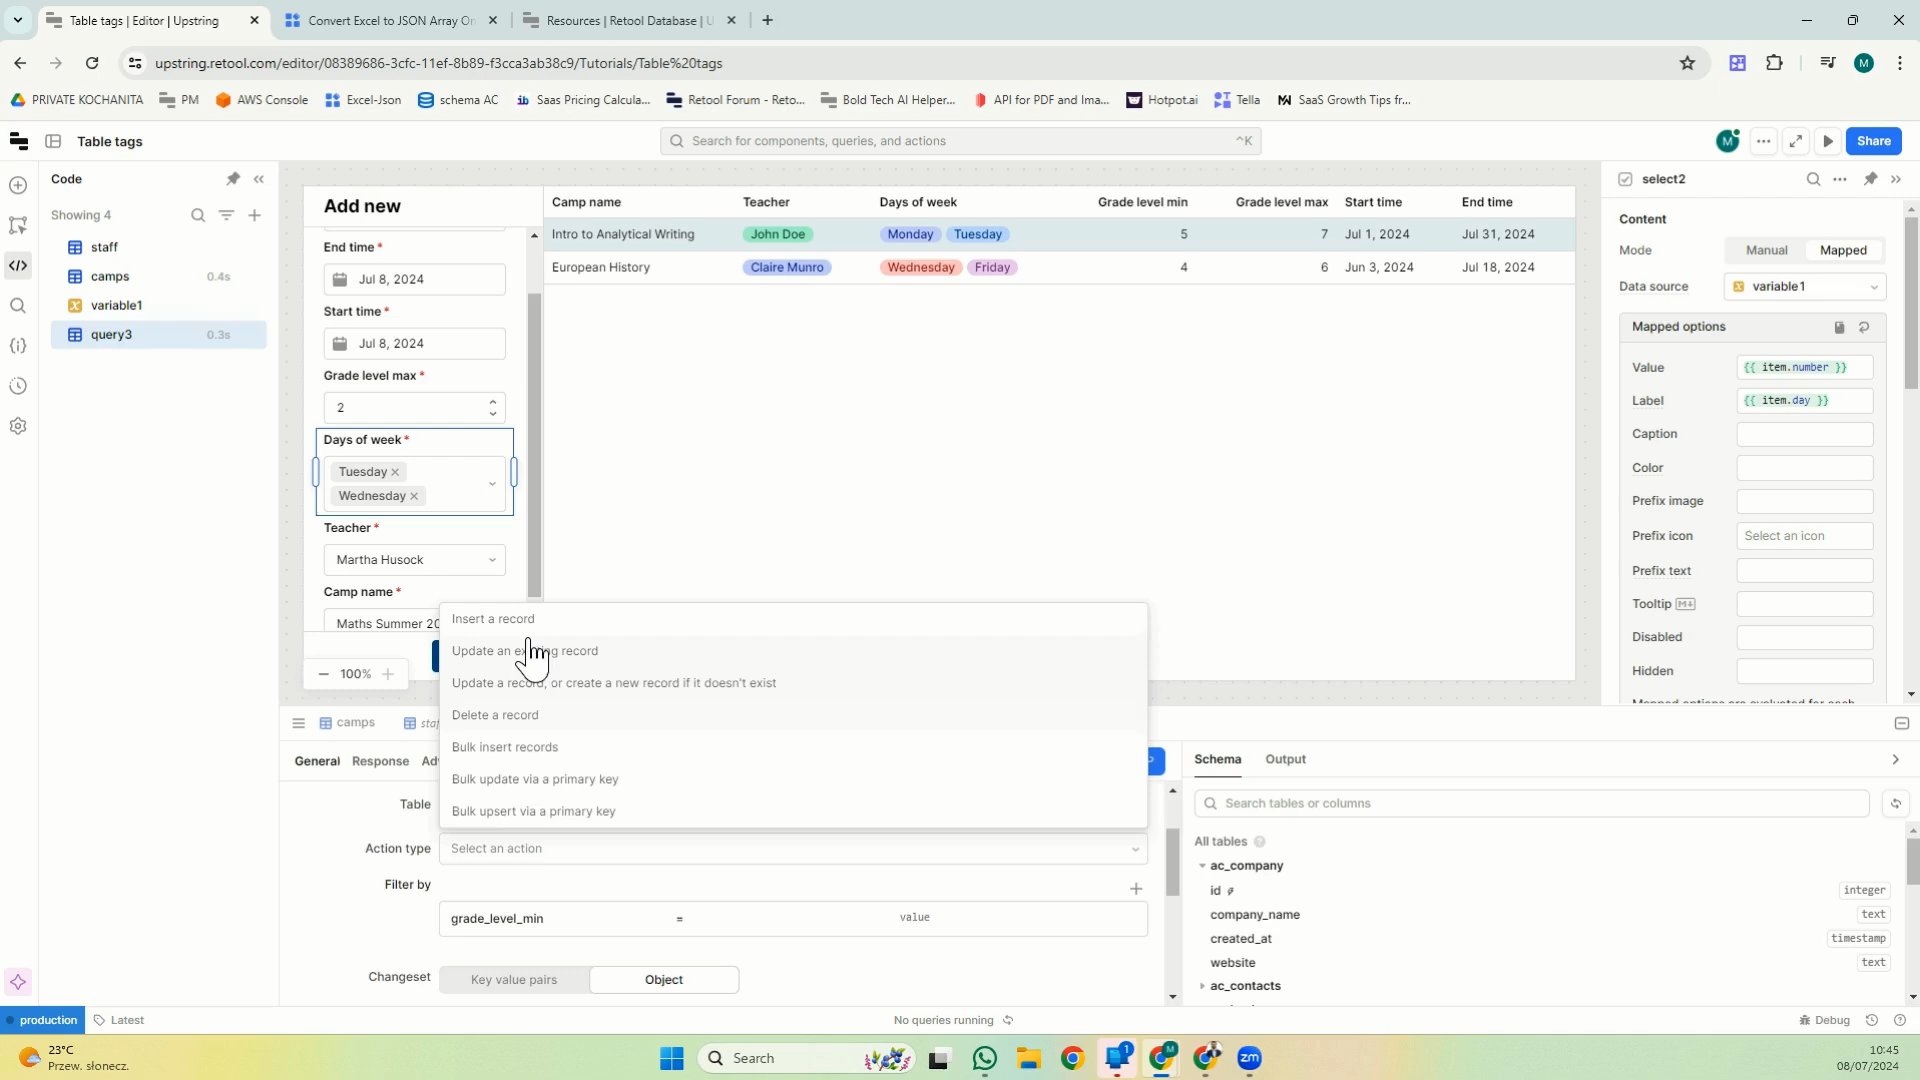 Table tags | Editor | Upstring
Convert Excel to JSON Array On
Resources | Retool Database | U
upstring.retool.com/editor/08389686-3cfc-11ef-8b89-f3cca3ab38c9/Tutorials/Table%20tags
PRIVATE KOCHANITA
PM
AWS Console
Excel-Json
schema AC
Saas Pricing Calcula...
Retool Forum - Reto...
Bold Tech AI Helper...
API for PDF and Ima...
Hotpot.ai
Tella
SaaS Growth Tips fr...
Table tags
Search for components, queries, and actions
^K
M
Share
Code
Showing 4
staff
camps 0.4s
variable1
query3 0.3s
Add new
End time *
Jul 8, 2024
Start time *
Jul 8, 2024
Grade level max *
2
Days of week *
Tuesday
Wednesday
Teacher *
Martha Husock
Camp name *
Maths Summer 20
100%
Camp name Teacher Days of week Grade level min Grade level max Start time End time
Intro to Analytical Writing John Doe Monday Tuesday 5 7 Jul 1, 2024 Jul 31, 2024
European History Claire Munro Wednesday Friday 4 6 Jun 3, 2024 Jul 18, 2024
Insert a record
Update an existing record
Update a record, or create a new record if it doesn't exist
Delete a record
Bulk insert records
Bulk update via a primary key
Bulk upsert via a primary key
select2
Content
Mode Manual Mapped
Data source variable1
Mapped options
Value {{ item.number }}
Label {{ item.day }}
Caption
Color
Prefix image
Prefix icon Select an icon
Prefix text
Tooltip
Disabled
Hidden
Mapped options are evaluated for each
camps
General Response
Table
Action type Select an action
Filter by
grade_level_min = value
Changeset Key value pairs Object
Schema Output
Search tables or columns
All tables
ac_company
id integer
company_name text
created_at timestamp
website text
ac_contacts
production
Latest
No queries running
Debug
23°C
Przew. słonecz.
Search
1
zm
10:45
08/07/2024